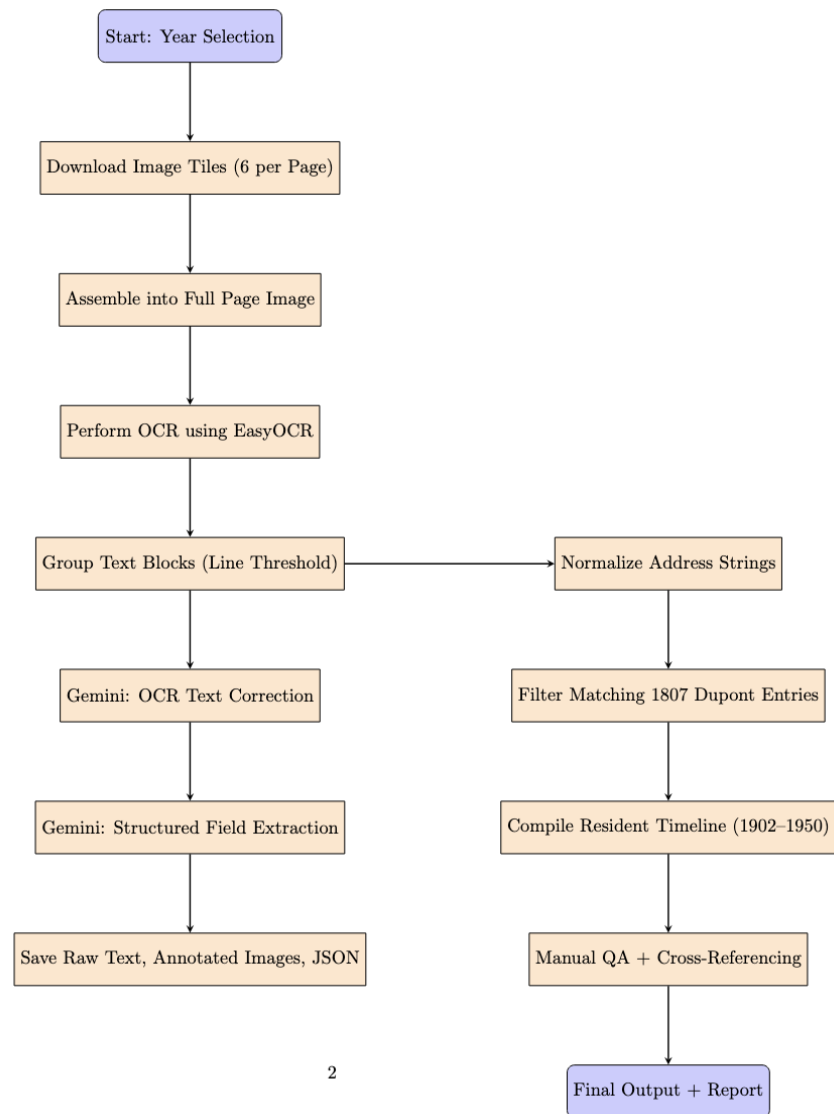 Start: Year Selection
Download Image Tiles (6 per Page)
Assemble into Full Page Image
Perform OCR using EasyOCR
Group Text Blocks (Line Threshold)
Normalize Address Strings
Gemini: OCR Text Correction
Filter Matching 1807 Dupont Entries
Gemini: Structured Field Extraction
Compile Resident Timeline (1902–1950)
Save Raw Text, Annotated Images, JSON
Manual QA + Cross-Referencing
2
Final Output + Report